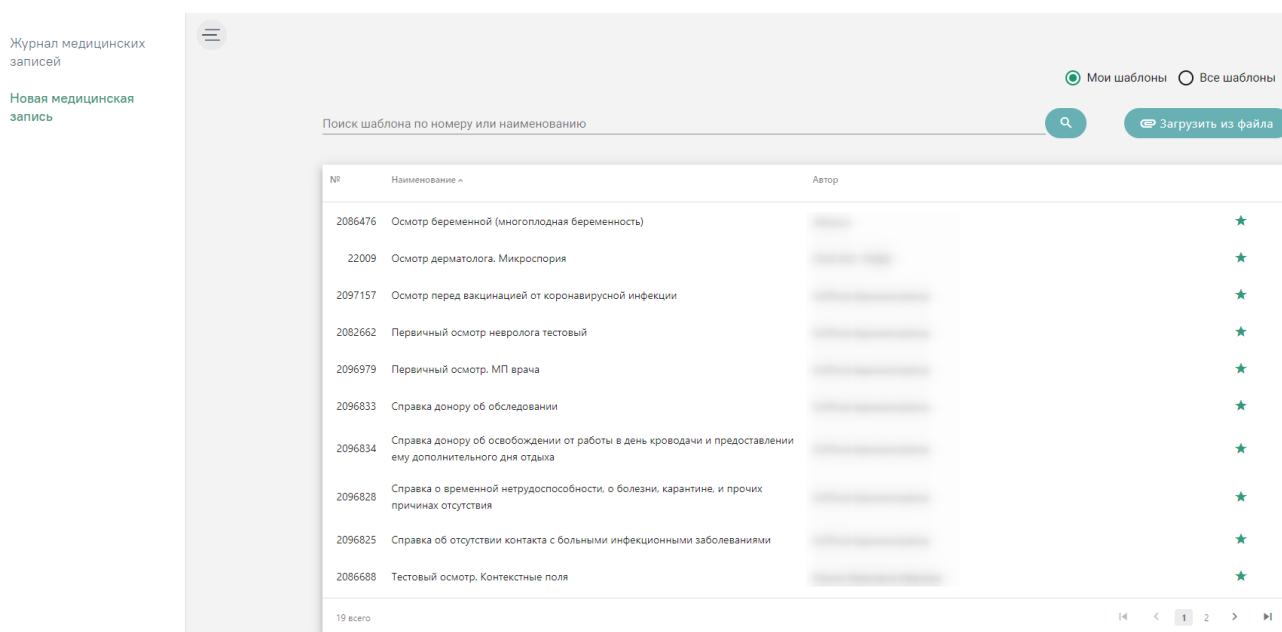 Журнал медицинских
записей
Новая медицинская
запись
Мои шаблоны Все шаблоны
Поиск шаблона по номеру или наименованию
Загрузить из файла
№ Наименование Автор
2086476 Осмотр беременной (многоплодная беременность)
22009 Осмотр дерматолога. Микроспория
2097157 Осмотр перед вакцинацией от коронавирусной инфекции
2082662 Первичный осмотр невролога тестовый
2096979 Первичный осмотр. МП врача
2096833 Справка донору об обследовании
2096834 Справка донору об освобождении от работы в день кроводачи и предоставлении
ему дополнительного дня отдыха
2096828 Справка о временной нетрудоспособности, о болезни, карантине, и прочих
причинах отсутствия
2096825 Справка об отсутствии контакта с больными инфекционными заболеваниями
2086688 Тестовый осмотр. Контекстные поля
19 всего 1 2